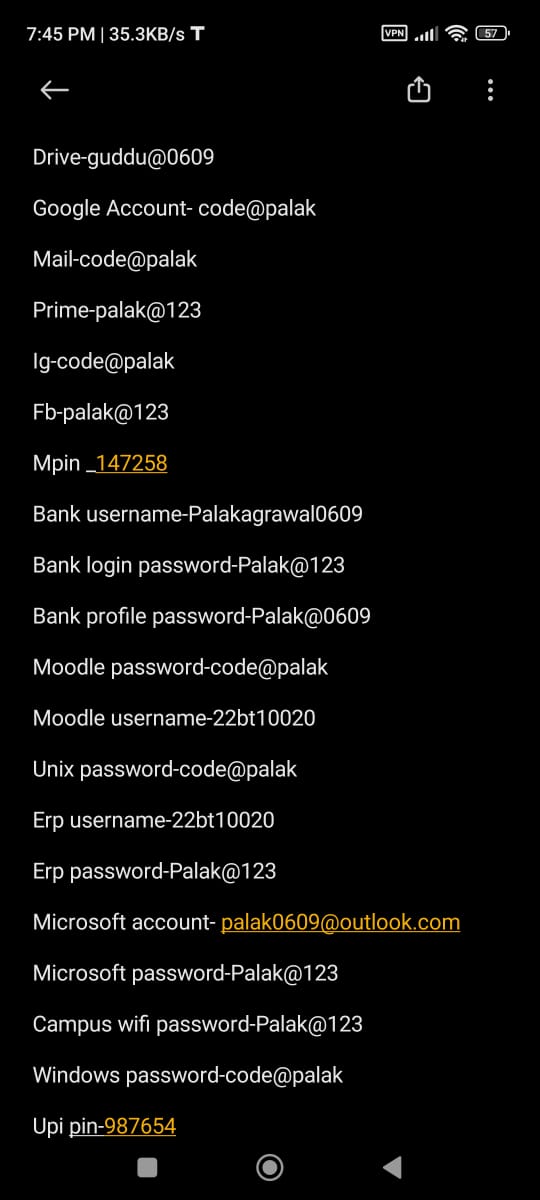 7:45 PM | 35.3KB/s T VPN 57
Drive-guddu@0609
Google Account- code@palak
Mail-code@palak
Prime-palak@123
Ig-code@palak
Fb-palak@123
Mpin _147258
Bank username-Palakagrawal0609
Bank login password-Palak@123
Bank profile password-Palak@0609
Moodle password-code@palak
Moodle username-22bt10020
Unix password-code@palak
Erp username-22bt10020
Erp password-Palak@123
Microsoft account- palak0609@outlook.com
Microsoft password-Palak@123
Campus wifi password-Palak@123
Windows password-code@palak
Upi pin-987654